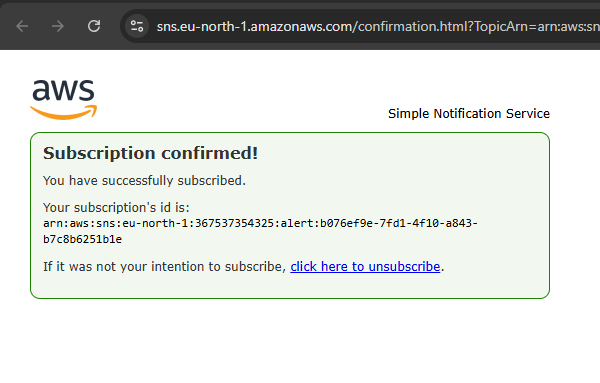 sns.eu-north-1.amazonaws.com/confirmation.html?TopicArn=arn:aws:sn
aws
Simple Notification Service
Subscription confirmed!
You have successfully subscribed.
Your subscription's id is:
arn:aws:sns:eu-north-1:367537354325:alert:b076ef9e-7fd1-4f10-a843-
b7c8b6251b1e
If it was not your intention to subscribe, click here to unsubscribe.